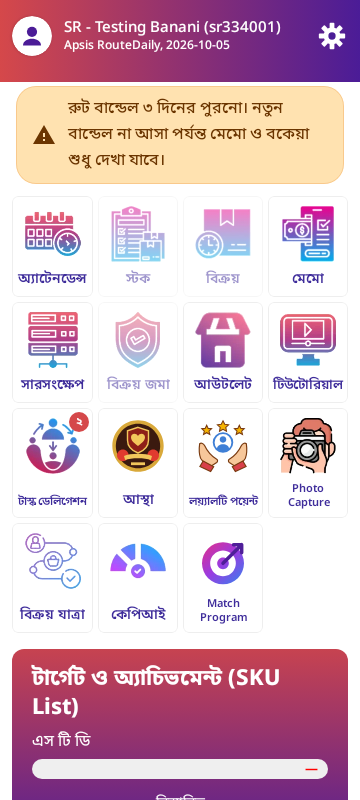 SR - Testing Banani (sr334001)
Apsis RouteDaily, 2026-10-05
রুট বান্ডেল ৩ দিনের পুরনো। নতুন
বান্ডেল না আসা পর্যন্ত মেমো ও বকেয়া
শুধু দেখা যাবে।
অ্যাটেনডেন্স
স্টক
বিক্রয়
মেমো
সারসংক্ষেপ
বিক্রয় জমা
আউটলেট
টিউটোরিয়াল
২
টাস্ক ডেলিগেশন
আস্থা
লয়্যালটি পয়েন্ট
Photo
Capture
বিক্রয় যাত্রা
কেপিআই
Match
Program
টার্গেট ও অ্যাচিভমেন্ট (SKU
List)
এস টি ডি